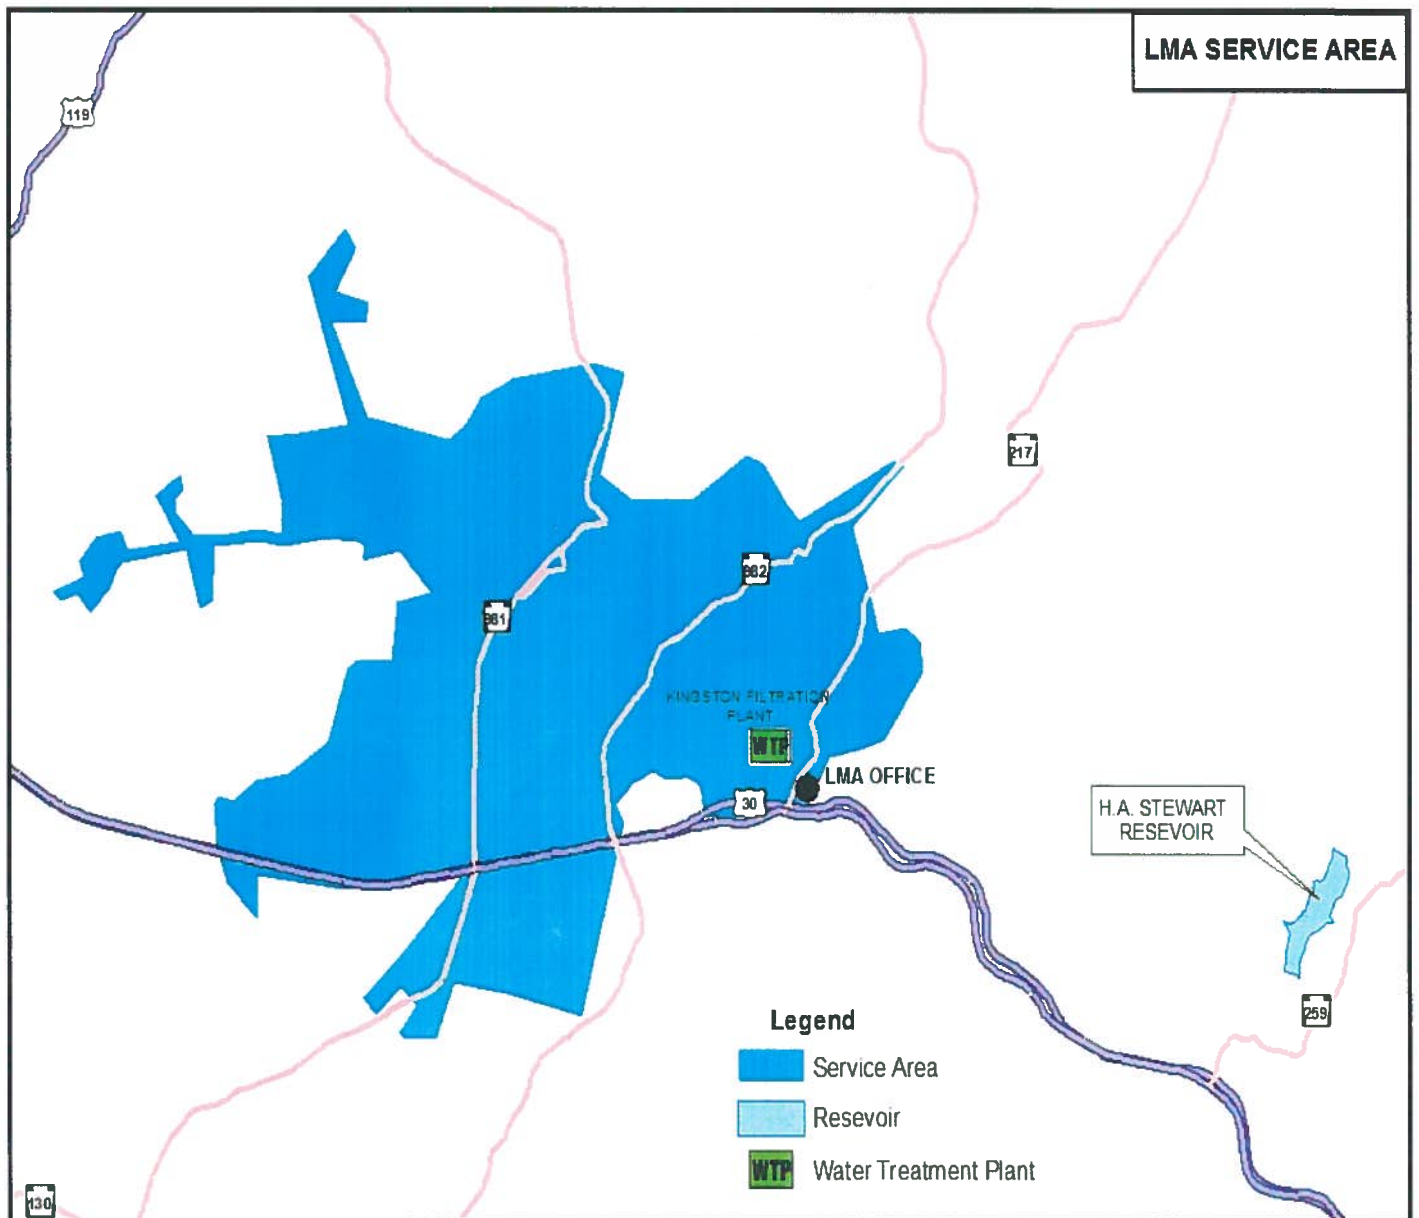 LMA SERVICE AREA
119
217
982
981
KINGSTON FILTRATION
PLANT
WTP
LMA OFFICE
30
H.A. STEWART
RESEVOIR
259
Legend
Service Area
Resevoir
WTP
Water Treatment Plant
130